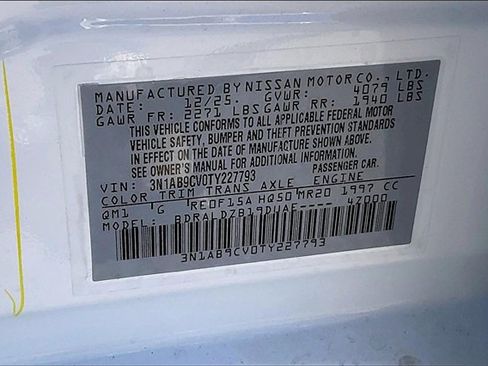 MANUFACTURED BY NISSAN MOTOR CO., LTD.
DATE: 12/25. GVWR: 4079 LBS
GAWR FR: 2271 LBS GAWR RR: 1940 LBS
THIS VEHICLE CONFORMS TO ALL APPLICABLE FEDERAL MOTOR
VEHICLE SAFETY, BUMPER AND THEFT PREVENTION STANDARDS
IN EFFECT ON THE DATE OF MANUFACTURE SHOWN ABOVE.
SEE OWNER'S MANUAL FOR ADDITIONAL INFORMATION.
VIN: 3N1AB9CV0TY227793 PASSENGER CAR.
COLOR TRIM TRANS AXLE ENGINE
QM1 G RE0F15A HQ50 MR20 1997 CC
MODEL: BDRALDZB19DUAE---- 47000
3N1AB9CV0TY227793